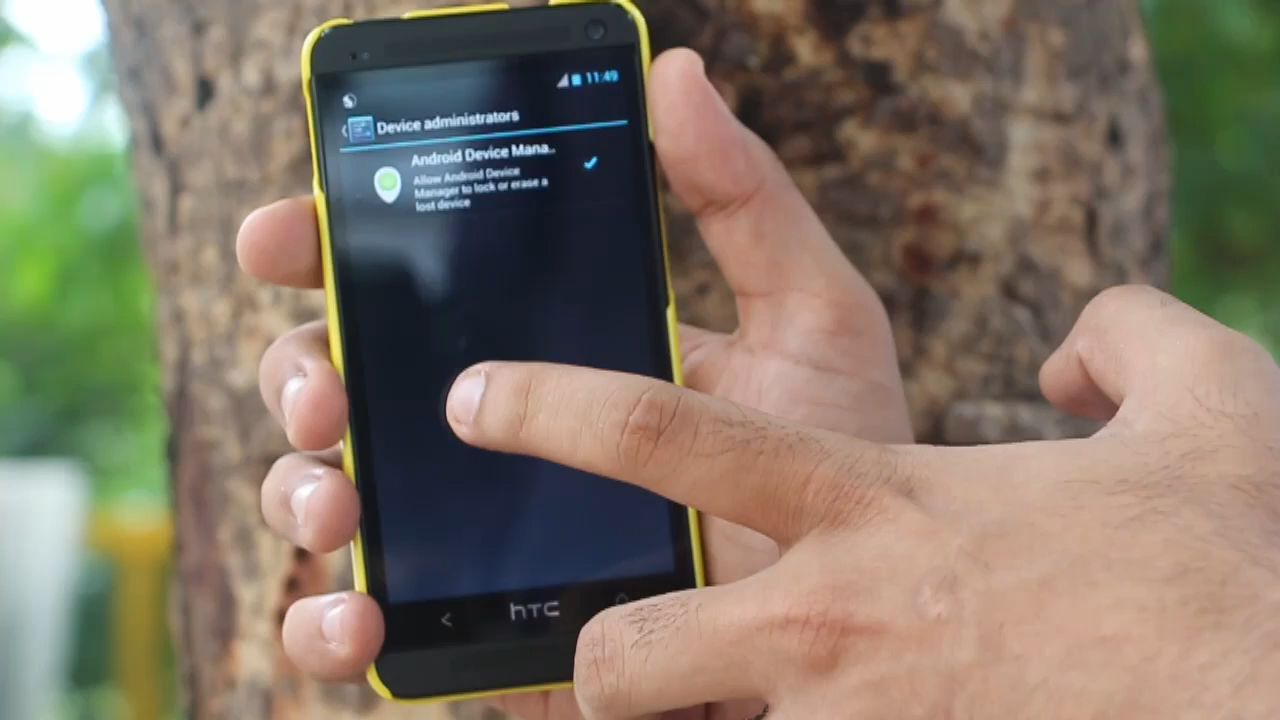 11:49
Device administrators
Android Device Mana..
Allow Android Device
Manager to lock or erase a
lost device
hTC